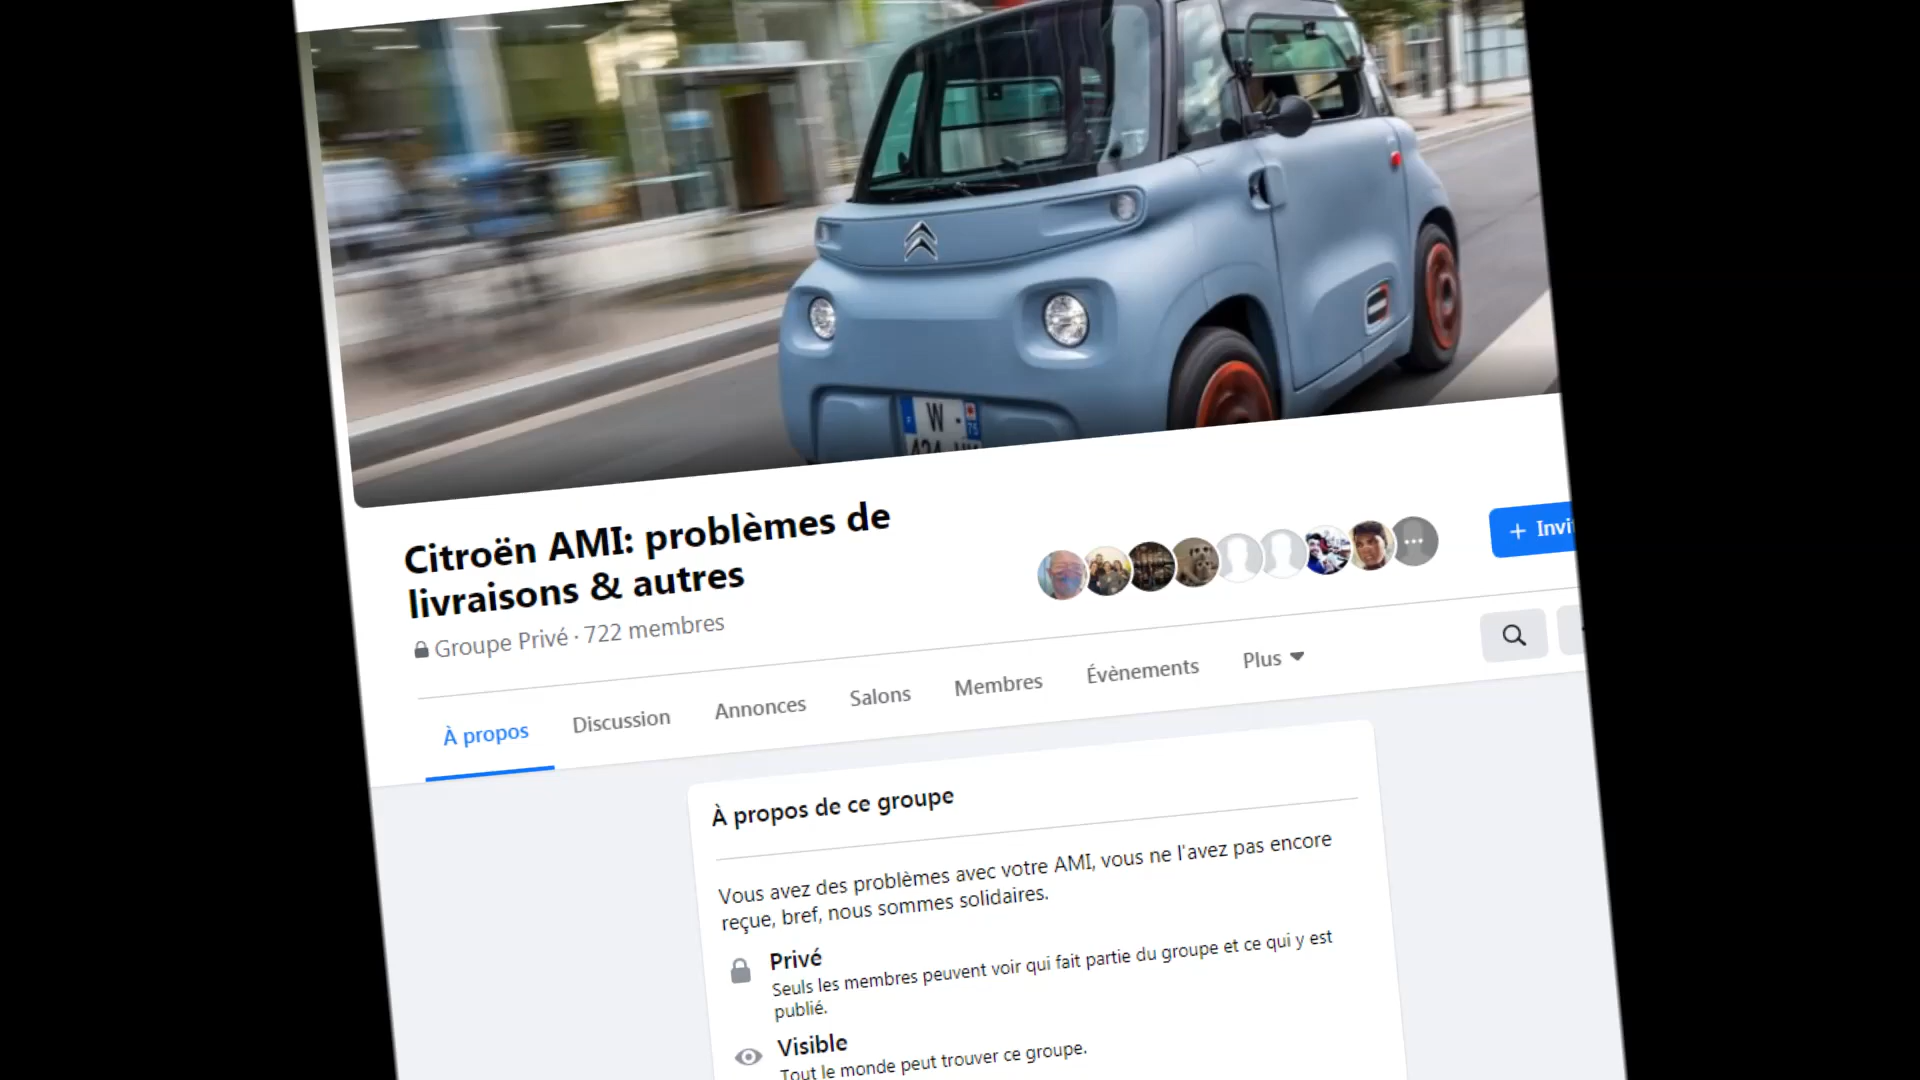 W
Citroën AMI: problèmes de
livraisons & autres
Groupe Privé · 722 membres
+ Invi
À propos
Discussion
Annonces
Salons
Membres
Évènements
Plus
À propos de ce groupe
Vous avez des problèmes avec votre AMI, vous ne l'avez pas encore
reçue, bref, nous sommes solidaires.
Privé
Seuls les membres peuvent voir qui fait partie du groupe et ce qui y est
publié.
Visible
Tout le monde peut trouver ce groupe.